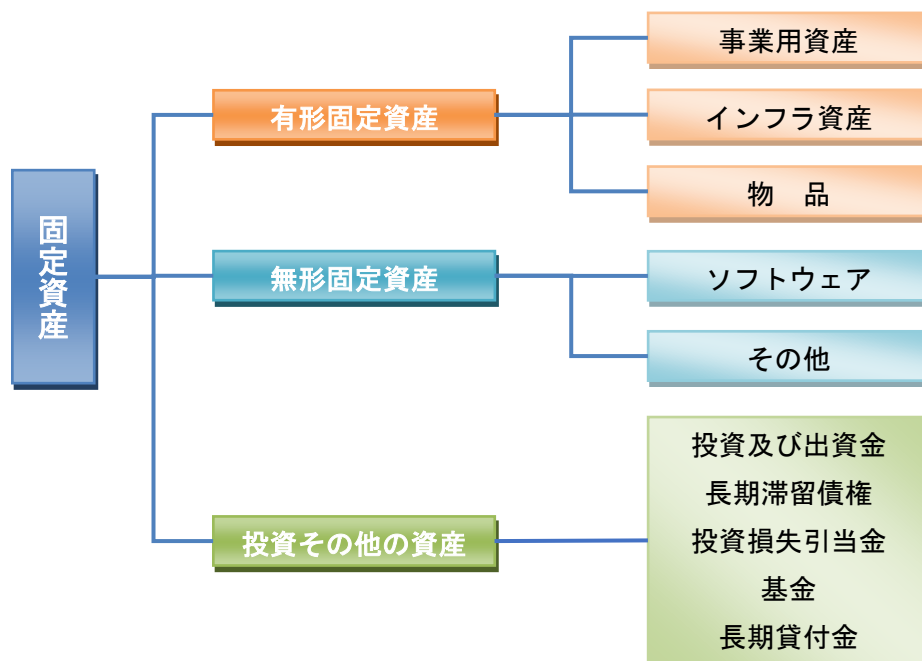 固定資産
有形固定資産
事業用資産
インフラ資産
物　品
無形固定資産
ソフトウェア
その他
投資その他の資産
投資及び出資金
長期滞留債権
投資損失引当金
基金
長期貸付金